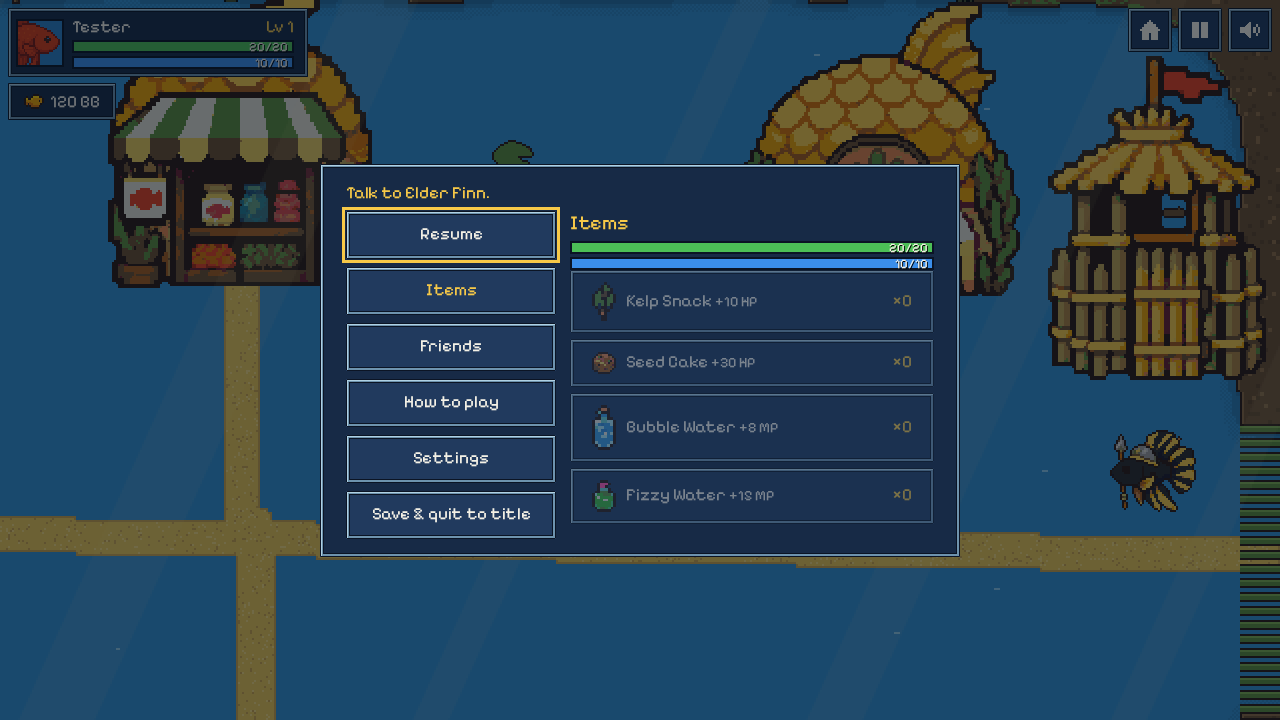 Tester Lv 1
20/20
10/10
120 GG
Talk to Elder Finn.
Resume
Items
Friends
How to play
Settings
Save & quit to title
Items
20/20
10/10
Kelp Snack +10 HP ×0
Seed Cake +30 HP ×0
Bubble Water +8 MP ×0
Fizzy Water +18 MP ×0